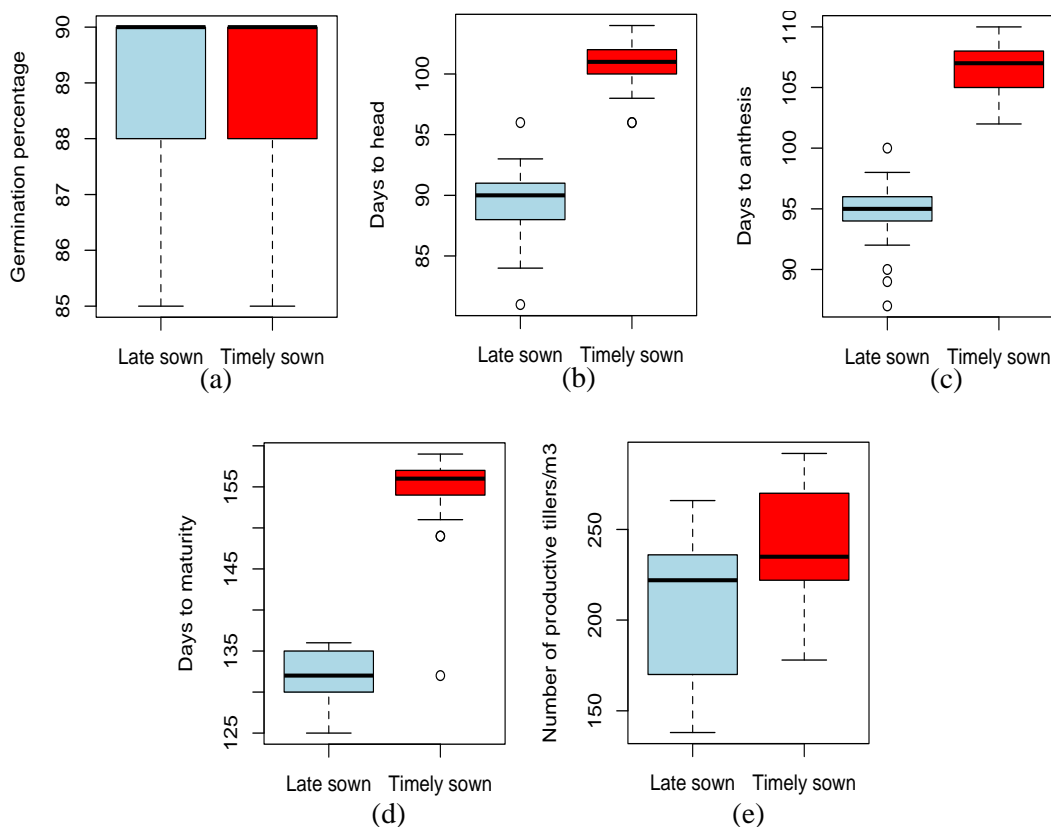 Germination percentage
90
89
88
87
86
85
Late sown Timely sown
(a)
Days to head
100
95
90
85
Late sown Timely sown
(b)
Days to anthesis
110
105
100
95
90
Late sown Timely sown
(c)
Days to maturity
155
145
135
125
Late sown Timely sown
(d)
Number of productive tillers/m3
250
200
150
Late sown Timely sown
(e)